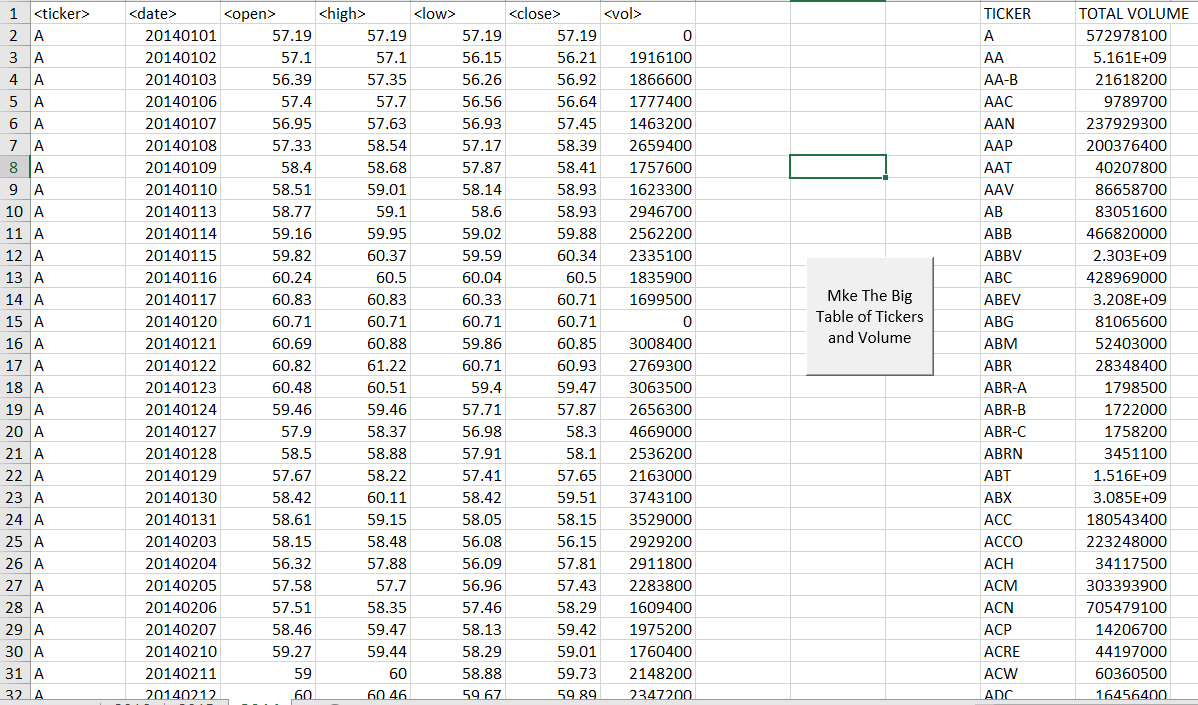 1 <ticker> <date> <open> <high> <low> <close> <vol> TICKER TOTAL VOLUME
2 A 20140101 57.19 57.19 57.19 57.19 0 A 572978100
3 A 20140102 57.1 57.1 56.15 56.21 1916100 AA 5.161E+09
4 A 20140103 56.39 57.35 56.26 56.92 1866600 AA-B 21618200
5 A 20140106 57.4 57.7 56.56 56.64 1777400 AAC 9789700
6 A 20140107 56.95 57.63 56.93 57.45 1463200 AAN 237929300
7 A 20140108 57.33 58.54 57.17 58.39 2659400 AAP 200376400
8 A 20140109 58.4 58.68 57.87 58.41 1757600 AAT 40207800
9 A 20140110 58.51 59.01 58.14 58.93 1623300 AAV 86658700
10 A 20140113 58.77 59.1 58.6 58.93 2946700 AB 83051600
11 A 20140114 59.16 59.95 59.02 59.88 2562200 ABB 466820000
12 A 20140115 59.82 60.37 59.59 60.34 2335100 ABBV 2.303E+09
13 A 20140116 60.24 60.5 60.04 60.5 1835900 ABC 428969000
14 A 20140117 60.83 60.83 60.33 60.71 1699500 Mke The Big ABEV 3.208E+09
15 A 20140120 60.71 60.71 60.71 60.71 0 Table of Tickers ABG 81065600
16 A 20140121 60.69 60.88 59.86 60.85 3008400 and Volume ABM 52403000
17 A 20140122 60.82 61.22 60.71 60.93 2769300 ABR 28348400
18 A 20140123 60.48 60.51 59.4 59.47 3063500 ABR-A 1798500
19 A 20140124 59.46 59.46 57.71 57.87 2656300 ABR-B 1722000
20 A 20140127 57.9 58.37 56.98 58.3 4669000 ABR-C 1758200
21 A 20140128 58.5 58.88 57.91 58.1 2536200 ABRN 3451100
22 A 20140129 57.67 58.22 57.41 57.65 2163000 ABT 1.516E+09
23 A 20140130 58.42 60.11 58.42 59.51 3743100 ABX 3.085E+09
24 A 20140131 58.61 59.15 58.05 58.15 3529000 ACC 180543400
25 A 20140203 58.15 58.48 56.08 56.15 2929200 ACCO 223248000
26 A 20140204 56.32 57.88 56.09 57.81 2911800 ACH 34117500
27 A 20140205 57.58 57.7 56.96 57.43 2283800 ACM 303393900
28 A 20140206 57.51 58.35 57.46 58.29 1609400 ACN 705479100
29 A 20140207 58.46 59.47 58.13 59.42 1975200 ACP 14206700
30 A 20140210 59.27 59.44 58.29 59.01 1760400 ACRE 44197000
31 A 20140211 59 60 58.88 59.73 2148200 ACW 60360500
32 A 20140212 60 60.46 59.67 59.89 2347200 ADC 16456400